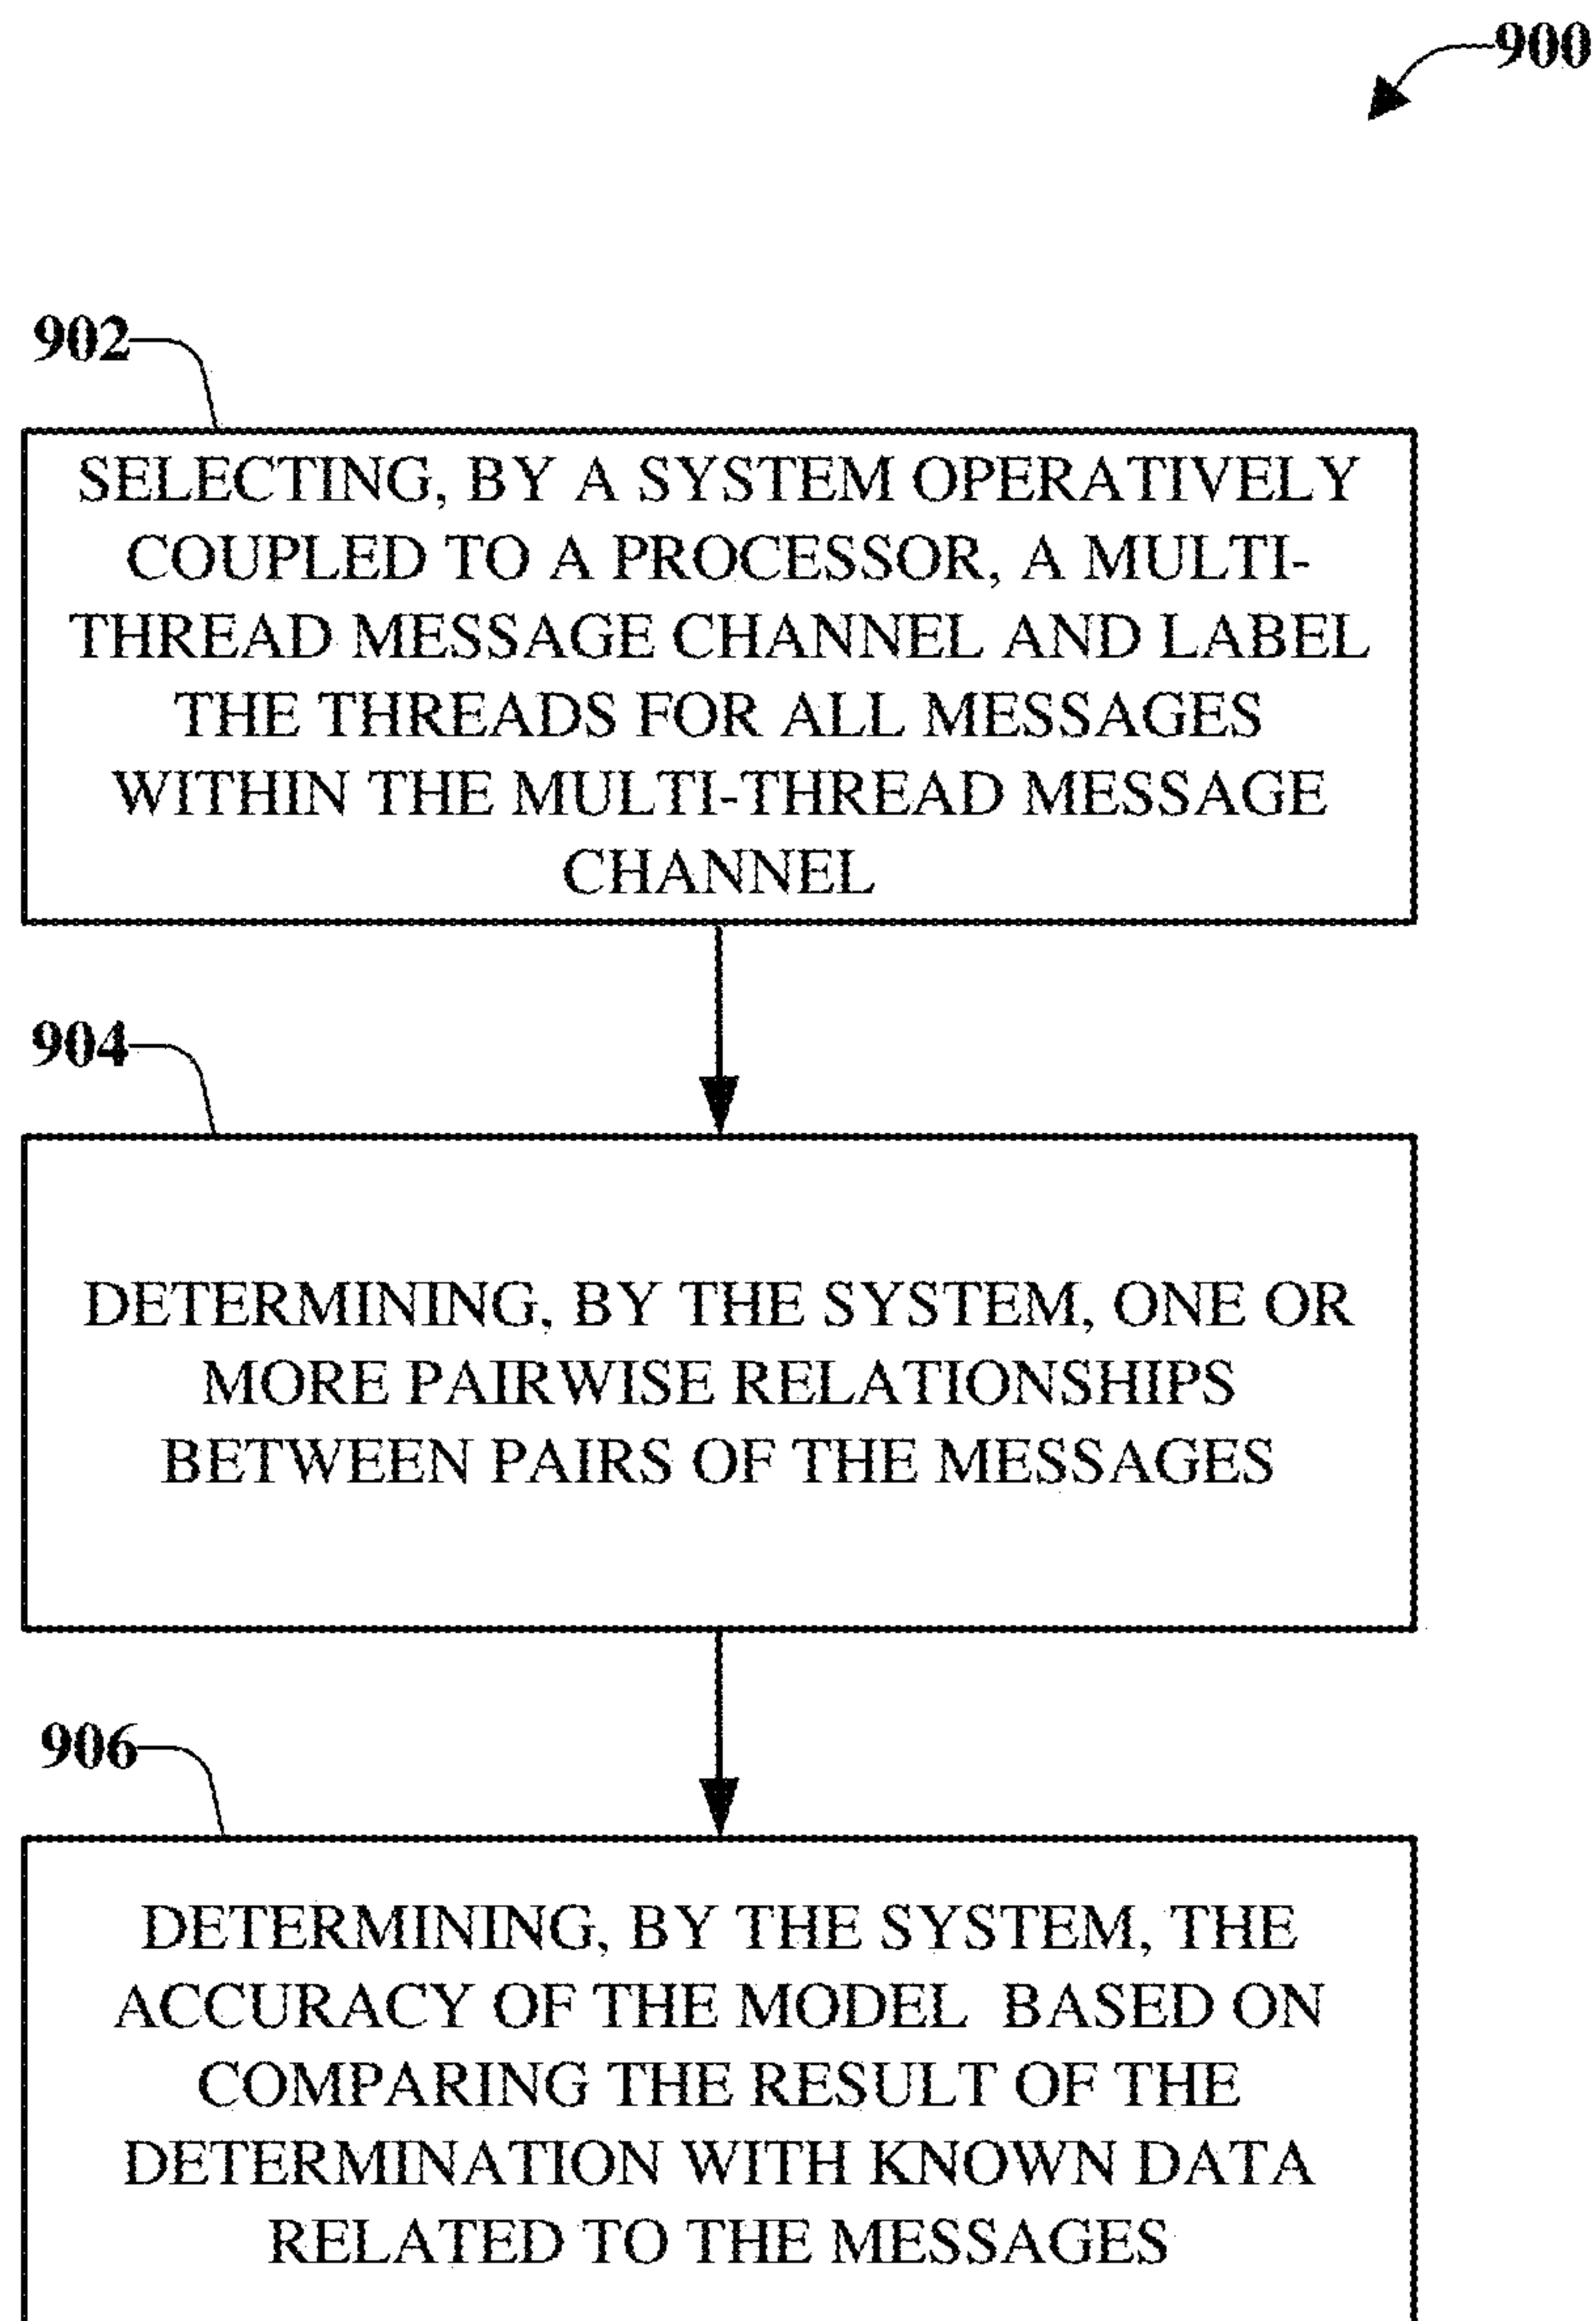 900
902
SELECTING, BY A SYSTEM OPERATIVELY
COUPLED TO A PROCESSOR, A MULTI-
THREAD MESSAGE CHANNEL AND LABEL
THE THREADS FOR ALL MESSAGES
WITHIN THE MULTI-THREAD MESSAGE
CHANNEL
904
DETERMINING, BY THE SYSTEM, ONE OR
MORE PAIRWISE RELATIONSHIPS
BETWEEN PAIRS OF THE MESSAGES
906
DETERMINING, BY THE SYSTEM, THE
ACCURACY OF THE MODEL BASED ON
COMPARING THE RESULT OF THE
DETERMINATION WITH KNOWN DATA
RELATED TO THE MESSAGES